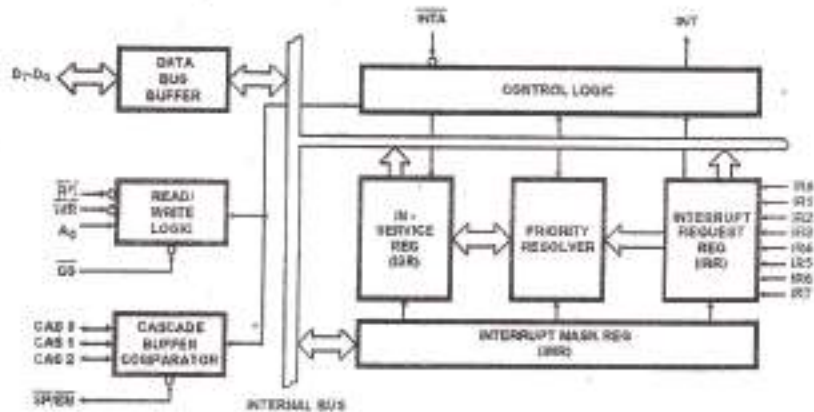 INTA
INT
D7-D0
DATA
BUS
BUFFER
CONTROL LOGIC
RD
WR
A0
CS
READ/
WRITE
LOGIC
IN -
SERVICE
REG
(ISR)
PRIORITY
RESOLVER
INTERRUPT
REQUEST
REG
(IRR)
IR0
IR1
IR2
IR3
IR4
IR5
IR6
IR7
CAS 0
CAS 1
CAS 2
CASCADE
BUFFER
COMPARATOR
SP/EN
INTERRUPT MASK REG
(IMR)
INTERNAL BUS